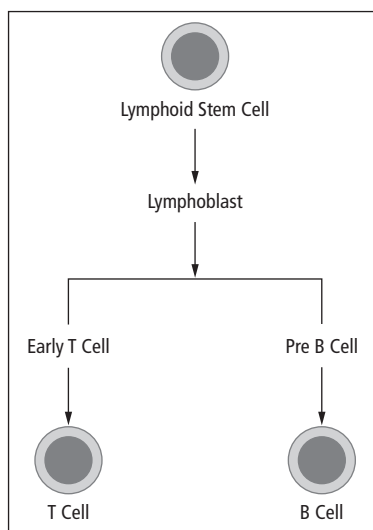 Lymphoid Stem Cell
Lymphoblast
Early T Cell
Pre B Cell
T Cell
B Cell